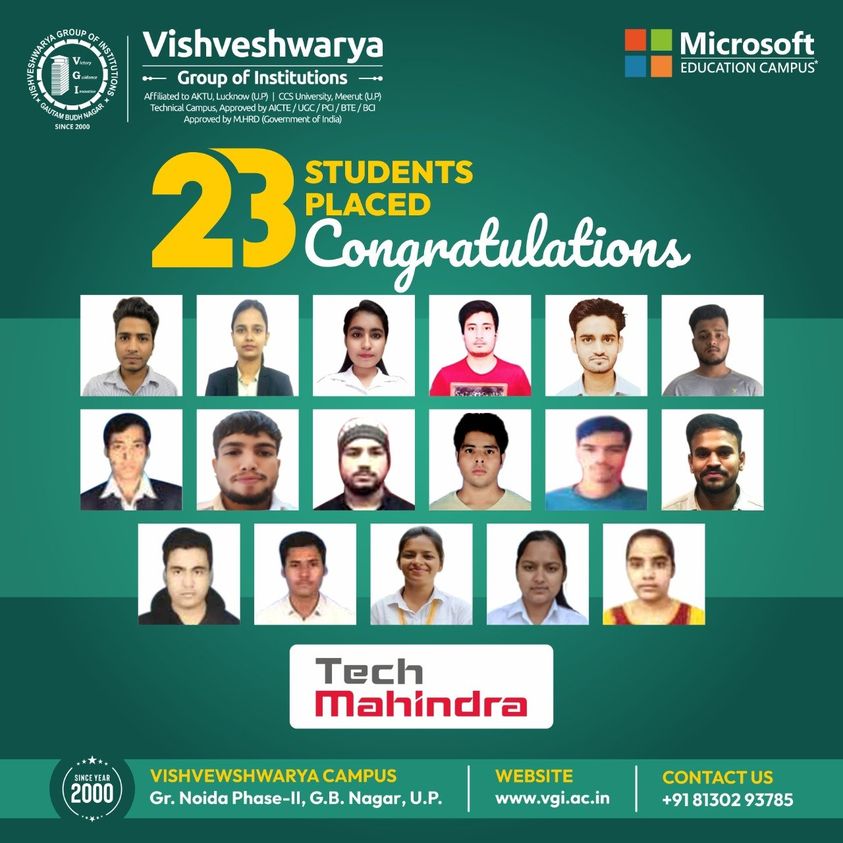 VISHVESHWARYA GROUP OF INSTITUTIONS
GAUTAM BUDH NAGAR
Victory
Guidance
Innovation
SINCE 2000
Vishveshwarya
Group of Institutions
Affiliated to AKTU, Lucknow (U.P) | CCS University, Meerut (U.P)
Technical Campus, Approved by AICTE / UGC / PCI / BTE / BCI
Approved by M.HRD (Government of India)
Microsoft
EDUCATION CAMPUS*
23 STUDENTS
PLACED
Congratulations
Tech
Mahindra
SINCE YEAR
2000
VISHVEWSHWARYA CAMPUS
Gr. Noida Phase-II, G.B. Nagar, U.P.
WEBSITE
www.vgi.ac.in
CONTACT US
+91 81302 93785